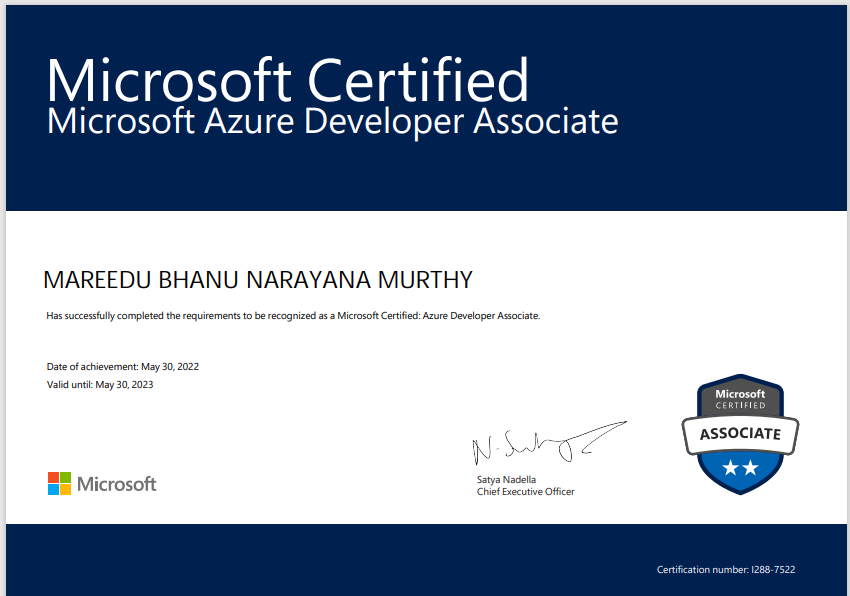 Microsoft Certified
Microsoft Azure Developer Associate
MAREEDU BHANU NARAYANA MURTHY
Has successfully completed the requirements to be recognized as a Microsoft Certified: Azure Developer Associate.
Date of achievement: May 30, 2022
Valid until: May 30, 2023
Microsoft
CERTIFIED
ASSOCIATE
Satya Nadella
Chief Executive Officer
Microsoft
Certification number: I288-7522